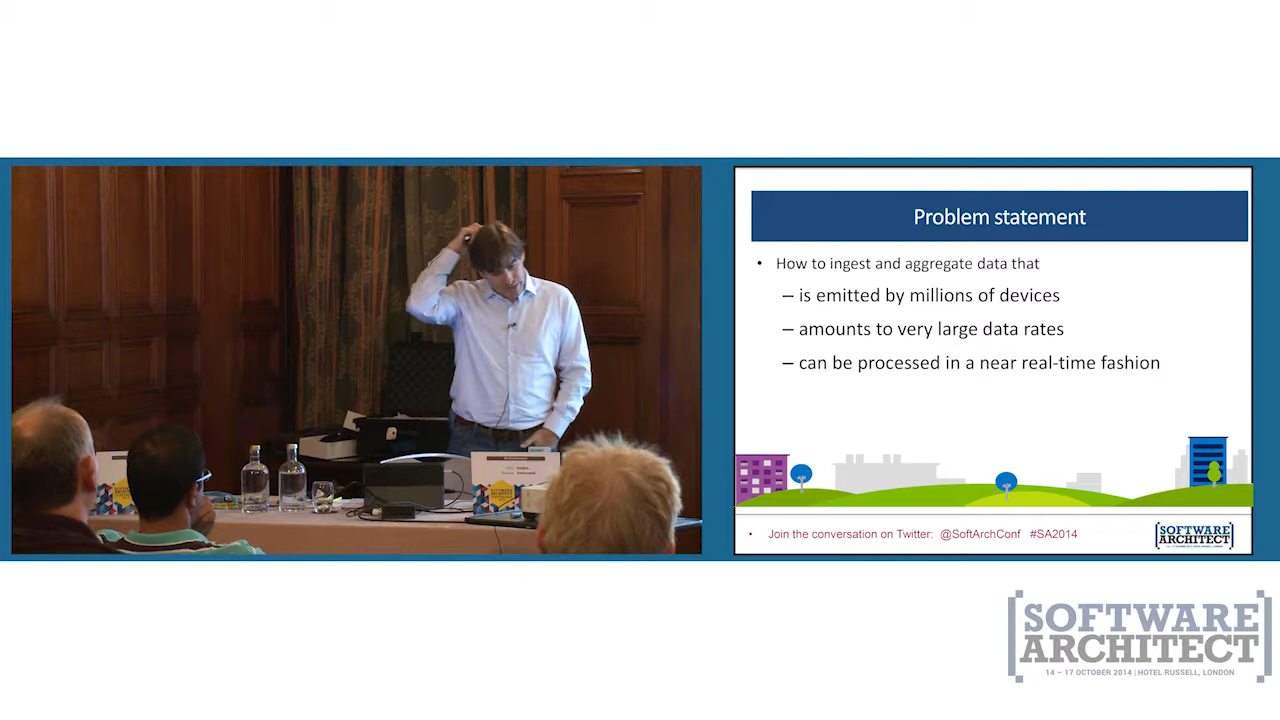 Problem statement
• How to ingest and aggregate data that
– is emitted by millions of devices
– amounts to very large data rates
– can be processed in a near real-time fashion
• Join the conversation on Twitter: @SoftArchConf #SA2014
[SOFTWARE
ARCHITECT]
SOFTWARE
ARCHITECT
[SOFTWARE
ARCHITECT]
14 – 17 OCTOBER 2014 | HOTEL RUSSELL, LONDON